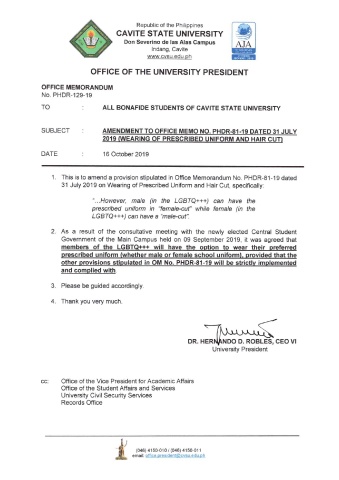 Republic of the Philippines
CAVITE STATE UNIVERSITY
Don Severino de las Alas Campus
Indang, Cavite
www.cvsu.edu.ph
AJA
OFFICE OF THE UNIVERSITY PRESIDENT
OFFICE MEMORANDUM
No. PHDR-129-19
TO : ALL BONAFIDE STUDENTS OF CAVITE STATE UNIVERSITY
SUBJECT : AMENDMENT TO OFFICE MEMO NO. PHDR-81-19 DATED 31 JULY
2019 (WEARING OF PRESCRIBED UNIFORM AND HAIR CUT)
DATE : 16 October 2019
1. This is to amend a provision stipulated in Office Memorandum No. PHDR-81-19 dated
31 July 2019 on Wearing of Prescribed Uniform and Hair Cut, specifically:
"...However, male (in the LGBTQ+++) can have the
prescribed uniform in "female-cut" while female (in the
LGBTQ+++) can have a "male-cut".
2. As a result of the consultative meeting with the newly elected Central Student
Government of the Main Campus held on 09 September 2019, it was agreed that
members of the LGBTQ+++ will have the option to wear their preferred
prescribed uniform (whether male or female school uniform), provided that the
other provisions stipulated in OM No. PHDR-81-19 will be strictly implemented
and complied with.
3. Please be guided accordingly.
4. Thank you very much.
DR. HERNANDO D. ROBLES, CEO VI
University President
cc: Office of the Vice President for Academic Affairs
Office of the Student Affairs and Services
University Civil Security Services
Records Office
(046) 4150-010 / (046) 4150-011
email: office.president@cvsu.edu.ph